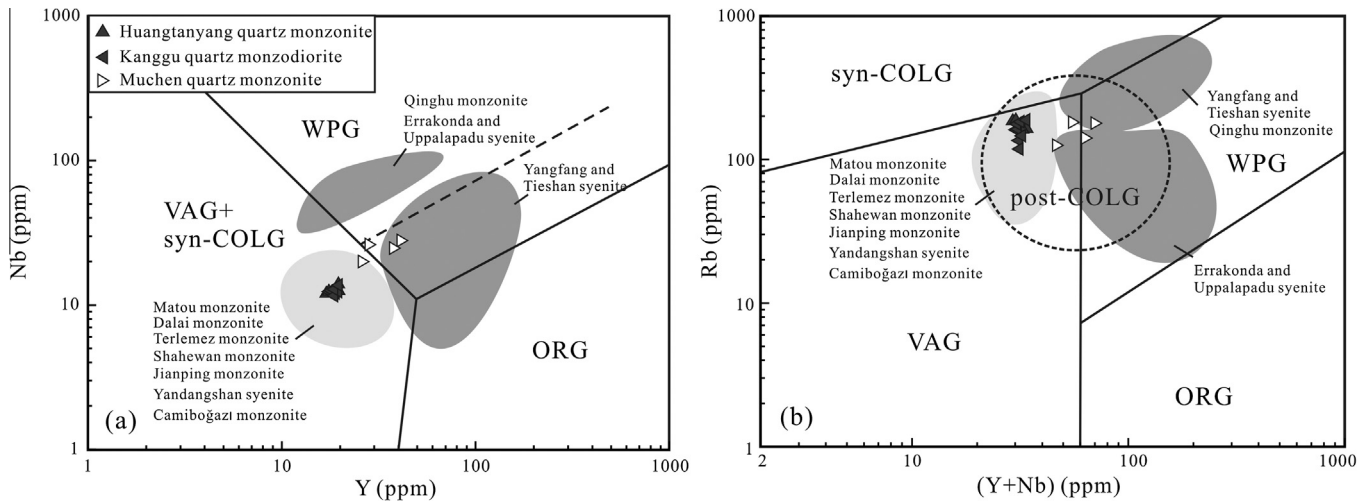 1000
Huangtanyang quartz monzonite
Kanggu quartz monzodiorite
Muchen quartz monzonite
Qinghu monzonite
WPG
Errakonda and
Uppalapadu syenite
100
Yangfang and
Tieshan syenite
VAG+
syn-COLG
Nb (ppm)
10
Matou monzonite
Dalai monzonite
Terlemez monzonite
Shahewan monzonite
Jianping monzonite
Yandangshan syenite
Camiboğazı monzonite
ORG
(a)
1
1
10
100
1000
Y (ppm)
1000
syn-COLG
Yangfang and
Tieshan syenite
Qinghu monzonite
WPG
100
Matou monzonite
Dalai monzonite
Terlemez monzonite
Shahewan monzonite
Jianping monzonite
Yandangshan syenite
Camiboğazı monzonite
post-COLG
Rb (ppm)
Errakonda and
Uppalapadu syenite
10
VAG
ORG
(b)
1
2
10
100
1000
(Y+Nb) (ppm)